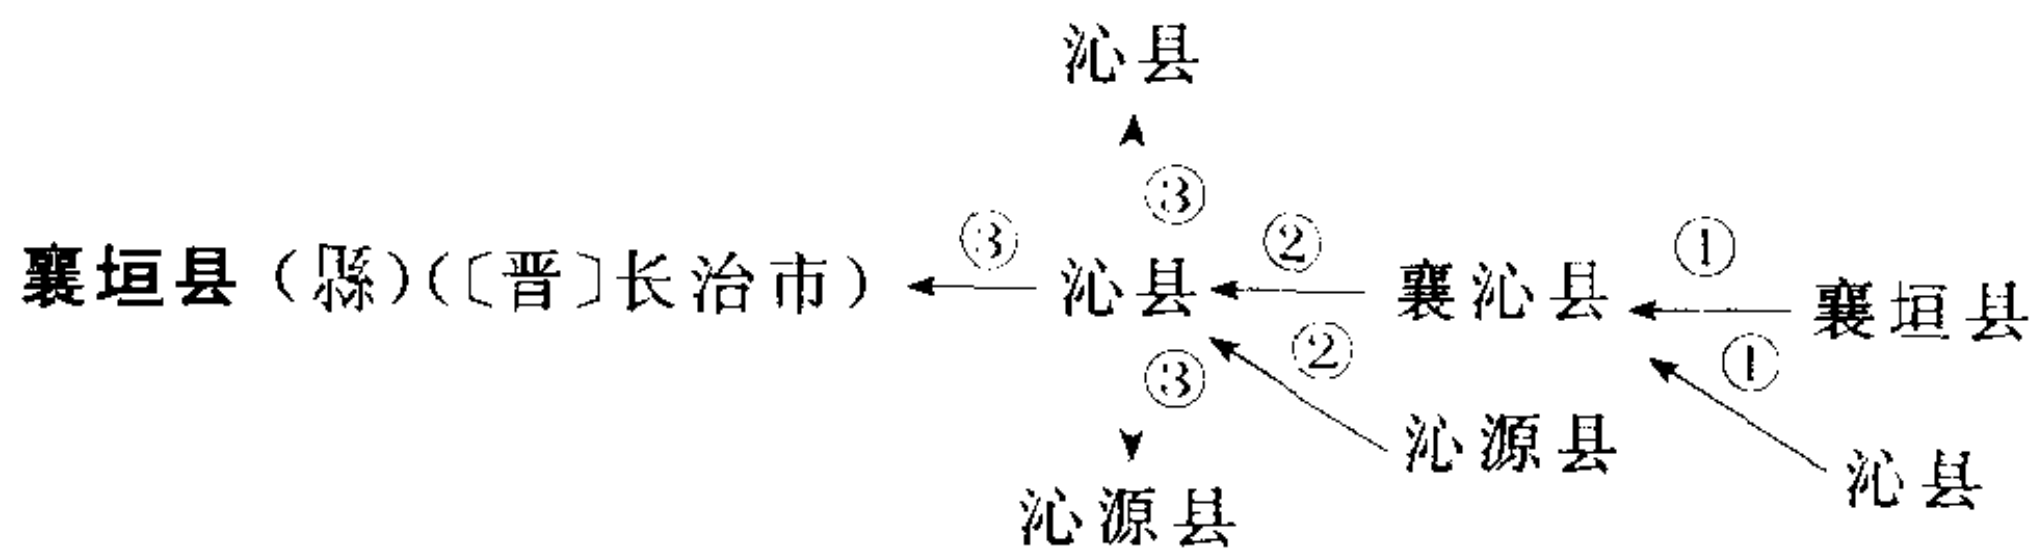 沁县
③
襄垣县（縣）（〔晋〕长治市） ③ 沁县 ② 襄沁县 ① 襄垣县
③ ② ①
沁源县 沁源县 沁县